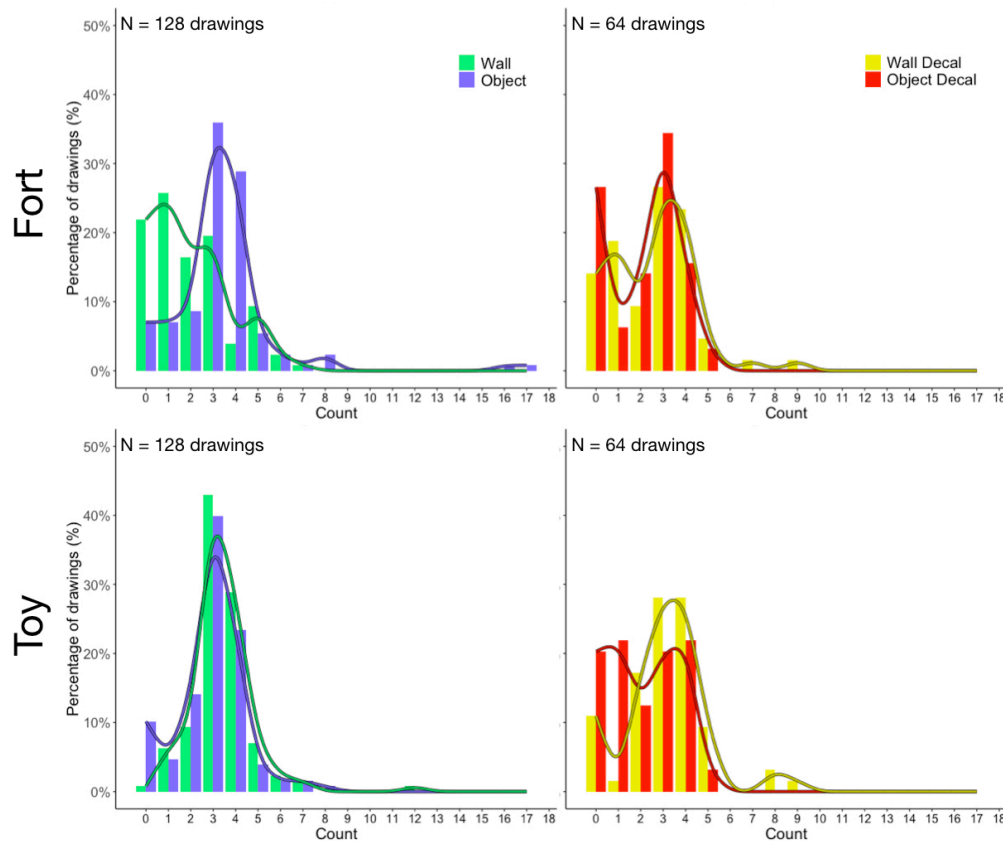 N = 128 drawings
N = 64 drawings
Wall
Object
Wall Decal
Object Decal
Fort
Percentage of drawings (%)
50%
40%
30%
20%
10%
0%
0 1 2 3 4 5 6 7 8 9 10 11 12 13 14 15 16 17 18
Count
0 1 2 3 4 5 6 7 8 9 10 11 12 13 14 15 16 17 18
Count
N = 128 drawings
N = 64 drawings
Toy
Percentage of drawings (%)
50%
40%
30%
20%
10%
0%
0 1 2 3 4 5 6 7 8 9 10 11 12 13 14 15 16 17 18
Count
0 1 2 3 4 5 6 7 8 9 10 11 12 13 14 15 16 17 18
Count